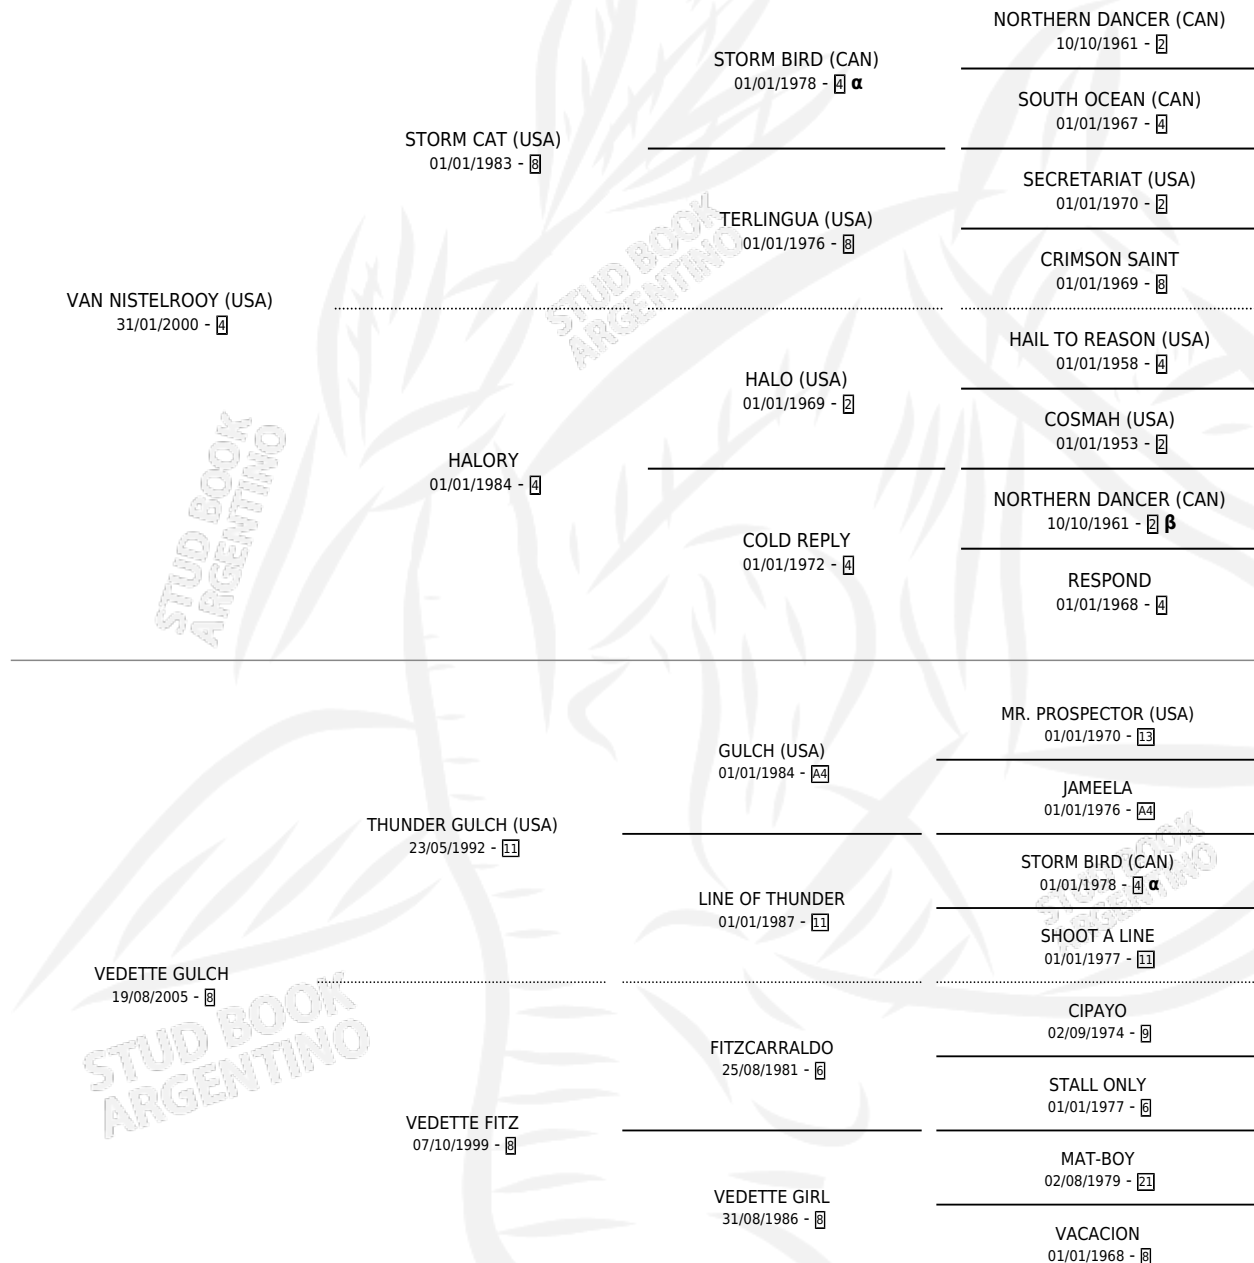 NORTHERN DANCER (CAN)
10/10/1961 - 2
STORM BIRD (CAN)
01/01/1978 - 4 α
SOUTH OCEAN (CAN)
01/01/1967 - 4
STORM CAT (USA)
01/01/1983 - 8
SECRETARIAT (USA)
01/01/1970 - 2
TERLINGUA (USA)
01/01/1976 - 8
CRIMSON SAINT
01/01/1969 - 8
VAN NISTELROOY (USA)
31/01/2000 - 4
HAIL TO REASON (USA)
01/01/1958 - 4
HALO (USA)
01/01/1969 - 2
COSMAH (USA)
01/01/1953 - 2
HALORY
01/01/1984 - 4
NORTHERN DANCER (CAN)
10/10/1961 - 2 β
COLD REPLY
01/01/1972 - 4
RESPOND
01/01/1968 - 4
MR. PROSPECTOR (USA)
01/01/1970 - 13
GULCH (USA)
01/01/1984 - A4
JAMEELA
01/01/1976 - A4
THUNDER GULCH (USA)
23/05/1992 - 11
STORM BIRD (CAN)
01/01/1978 - 4 α
LINE OF THUNDER
01/01/1987 - 11
SHOOT A LINE
01/01/1977 - 11
VEDETTE GULCH
19/08/2005 - 8
CIPAYO
02/09/1974 - 9
FITZCARRALDO
25/08/1981 - 6
STALL ONLY
01/01/1977 - 6
VEDETTE FITZ
07/10/1999 - 8
MAT-BOY
02/08/1979 - 21
VEDETTE GIRL
31/08/1986 - 8
VACACION
01/01/1968 - 8
STUD BOOK
ARGENTINO
STUD BOOK
ARGENTINO
STUD BOOK
ARGENTINO
STUD BOOK
ARGENTINO